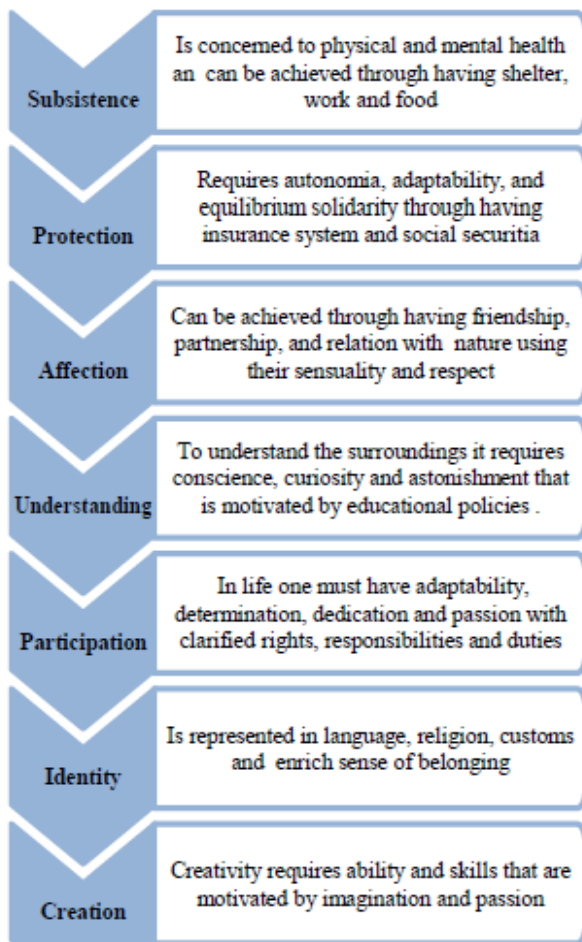 Subsistence
Is concerned to physical and mental health
an can be achieved through having shelter,
work and food
Protection
Requires autonomia, adaptability, and
equilibrium solidarity through having
insurance system and social securitia
Affection
Can be achieved through having friendship,
partnership, and relation with nature using
their sensuality and respect
Understanding
To understand the surroundings it requires
conscience, curiosity and astonishment that
is motivated by educational policies .
Participation
In life one must have adaptability,
determination, dedication and passion with
clarified rights, responsibilities and duties
Identity
Is represented in language, religion, customs
and enrich sense of belonging
Creation
Creativity requires ability and skills that are
motivated by imagination and passion